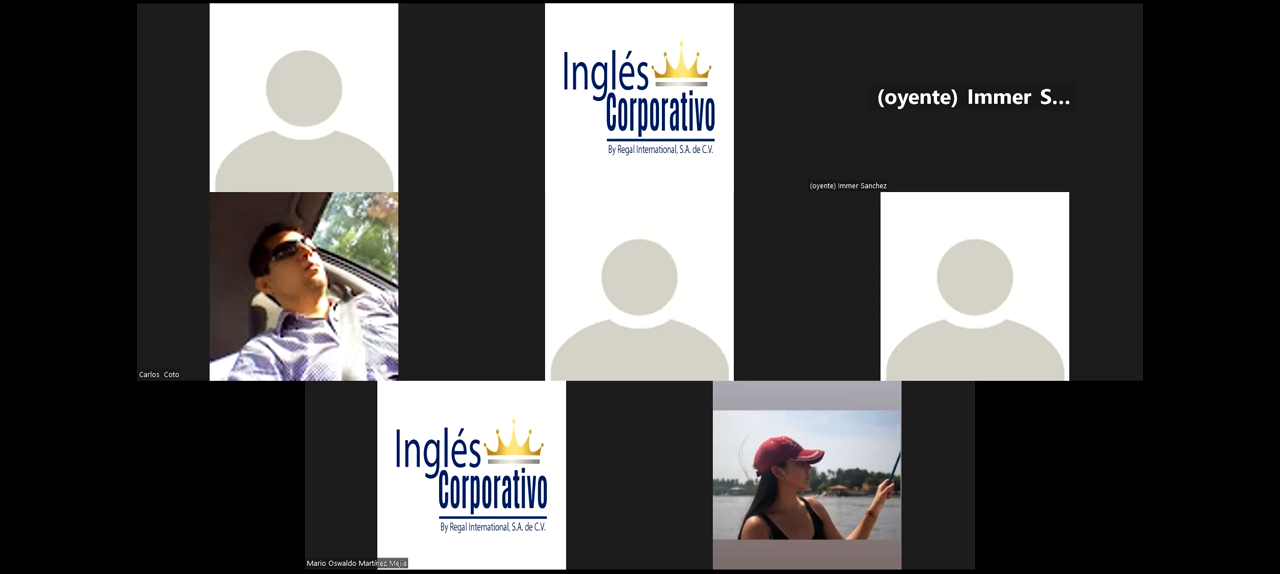 Inglés
Corporativo
By Regal International, S.A. de C.V.
(oyente) Immer S...
(oyente) Immer Sanchez
Carlos Coto
Inglés
Corporativo
By Regal International, S.A. de C.V.
Mario Oswaldo Martinez Mejia